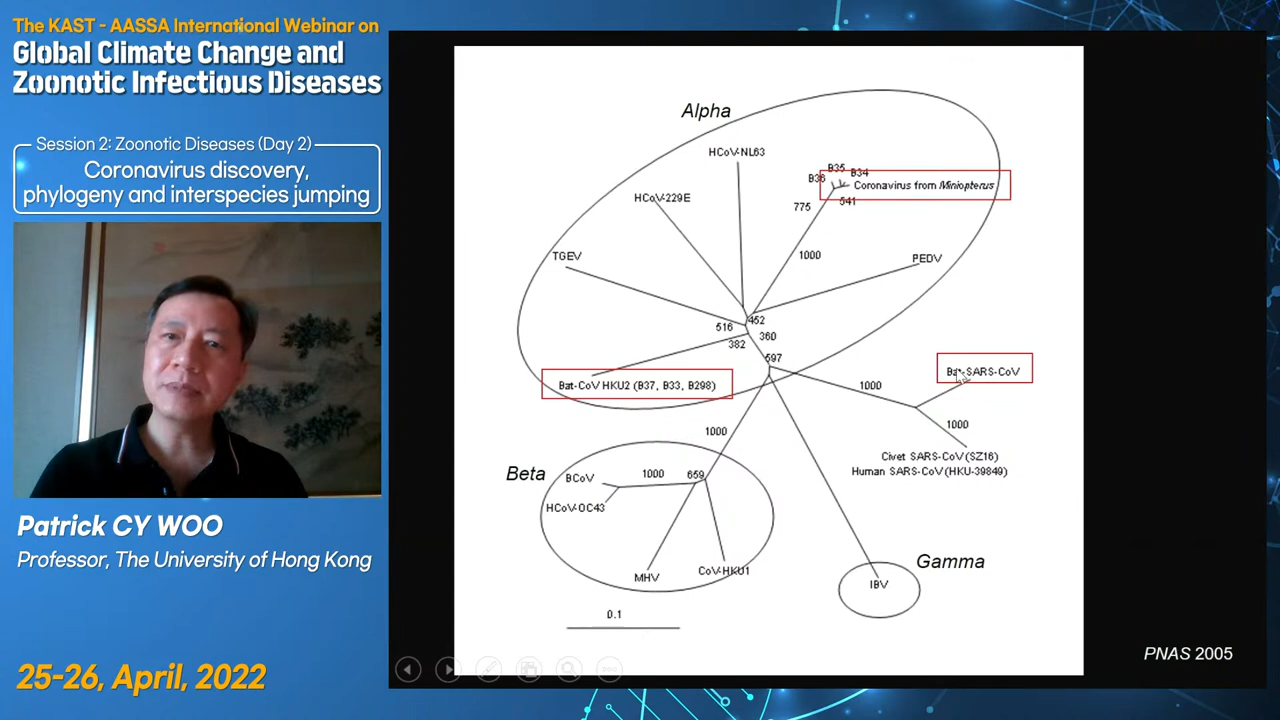 The KAST - AASSA International Webinar on
Global Climate Change and
Zoonotic Infectious Diseases
Session 2: Zoonotic Diseases (Day 2)
Coronavirus discovery,
phylogeny and interspecies jumping
Patrick CY WOO
Professor, The University of Hong Kong
25-26, April, 2022
Alpha
HCoV-NL63
B35
B34
B36
Coronavirus from Miniopterus
HCoV-229E
775
541
TGEV
1000
PEDV
516
452
360
382
597
Bat-CoV HKU2 (B37, B33, B298)
Bat-SARS-CoV
1000
1000
Civet SARS-CoV (SZ16)
Human SARS-CoV (HKU-39849)
1000
Beta
BCoV
1000
659
HCoV-OC43
MHV
CoV-HKU1
Gamma
IBV
0.1
PNAS 2005